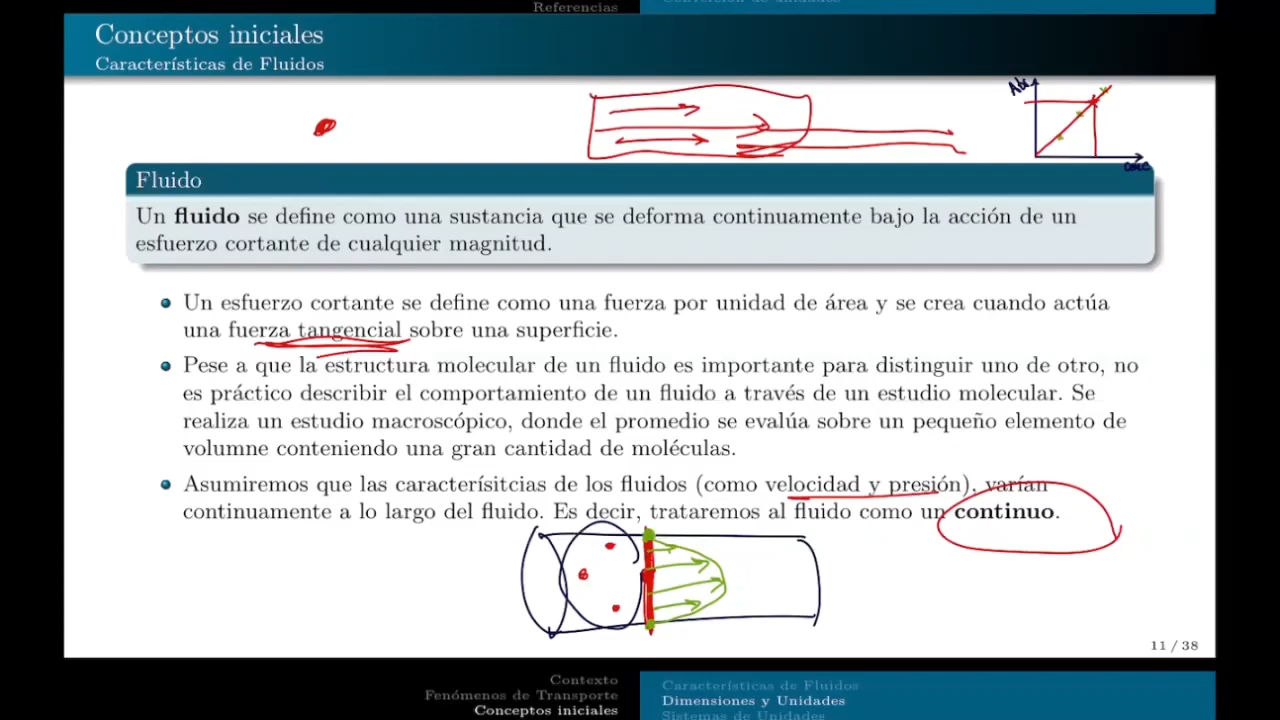 Referencias
Conversión de unidades
Conceptos iniciales
Características de Fluidos
Abs
conc
Fluido
Un fluido se define como una sustancia que se deforma continuamente bajo la acción de un
esfuerzo cortante de cualquier magnitud.
Un esfuerzo cortante se define como una fuerza por unidad de área y se crea cuando actúa
una fuerza tangencial sobre una superficie.
Pese a que la estructura molecular de un fluido es importante para distinguir uno de otro, no
es práctico describir el comportamiento de un fluido a través de un estudio molecular. Se
realiza un estudio macroscópico, donde el promedio se evalúa sobre un pequeño elemento de
volumne conteniendo una gran cantidad de moléculas.
Asumiremos que las caracterísitcias de los fluidos (como velocidad y presión), varían
continuamente a lo largo del fluido. Es decir, trataremos al fluido como un continuo.
11 / 38
Contexto
Fenómenos de Transporte
Conceptos iniciales
Características de Fluidos
Dimensiones y Unidades
Sistemas de Unidades